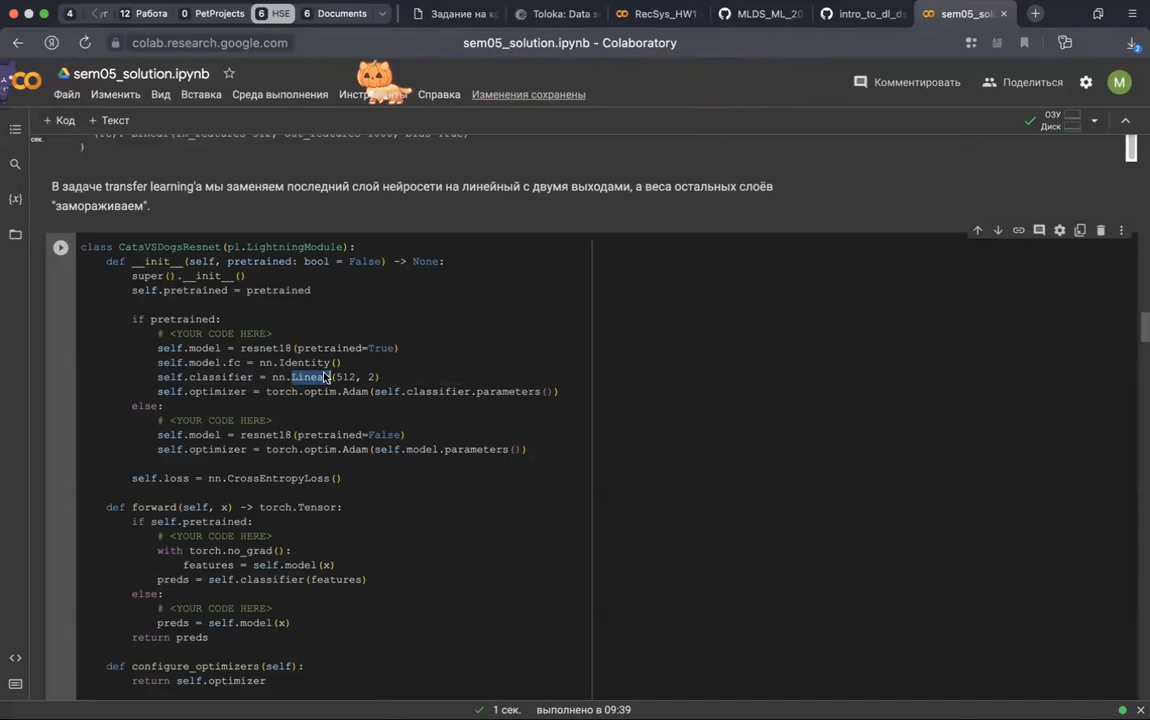 4
Кг
12 Работа
0 PetProjects
6 HSE
6 Documents
Задание на к
Toloka: Data s
RecSys_HW1
MLDS_ML_20
intro_to_dl_ds
sem05_sol
colab.research.google.com
sem05_solution.ipynb - Colaboratory
2
sem05_solution.ipynb
Комментировать
Поделиться
M
Файл Изменить Вид Вставка Среда выполнения Инструменты Справка Изменения сохранены
+ Код + Текст
ОЗУ
Диск
сек.
)
В задаче transfer learning'а мы заменяем последний слой нейросети на линейный с двумя выходами, а веса остальных слоёв
"замораживаем".
class CatsVSDogsResnet(pl.LightningModule):
def __init__(self, pretrained: bool = False) -> None:
super().__init__()
self.pretrained = pretrained
if pretrained:
# <YOUR CODE HERE>
self.model = resnet18(pretrained=True)
self.model.fc = nn.Identity()
self.classifier = nn.Linear(512, 2)
self.optimizer = torch.optim.Adam(self.classifier.parameters())
else:
# <YOUR CODE HERE>
self.model = resnet18(pretrained=False)
self.optimizer = torch.optim.Adam(self.model.parameters())
self.loss = nn.CrossEntropyLoss()
def forward(self, x) -> torch.Tensor:
if self.pretrained:
# <YOUR CODE HERE>
with torch.no_grad():
features = self.model(x)
preds = self.classifier(features)
else:
# <YOUR CODE HERE>
preds = self.model(x)
return preds
def configure_optimizers(self):
return self.optimizer
1 сек. выполнено в 09:39